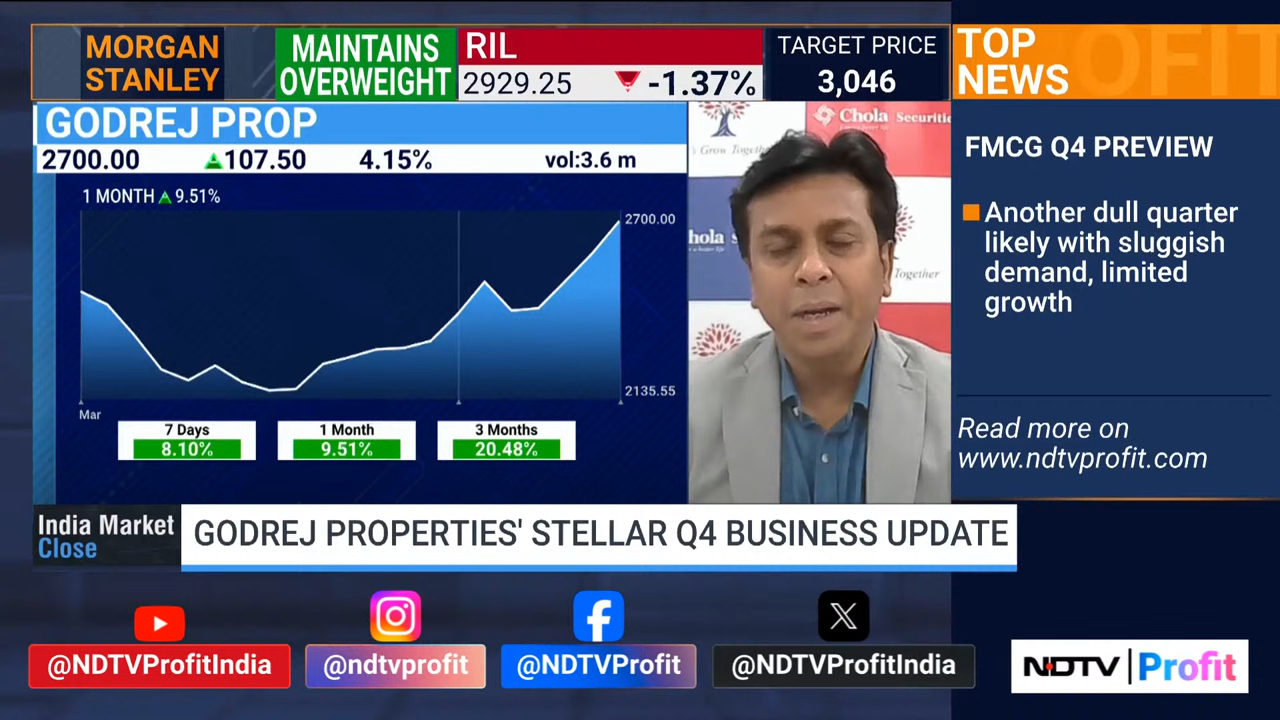 MORGAN
STANLEY
MAINTAINS
OVERWEIGHT
RIL
2929.25 -1.37%
TARGET PRICE
3,046
TOP
NEWS
GODREJ PROP
2700.00 107.50 4.15% vol:3.6 m
1 MONTH 9.51%
2700.00
2135.55
Mar
7 Days
8.10%
1 Month
9.51%
3 Months
20.48%
Chola Securities
Grow Together
Together
FMCG Q4 PREVIEW
Another dull quarter
likely with sluggish
demand, limited
growth
Read more on
www.ndtvprofit.com
India Market
Close
GODREJ PROPERTIES' STELLAR Q4 BUSINESS UPDATE
@NDTVProfitIndia
@ndtvprofit
@NDTVProfit
@NDTVProfitIndia
NDTV Profit